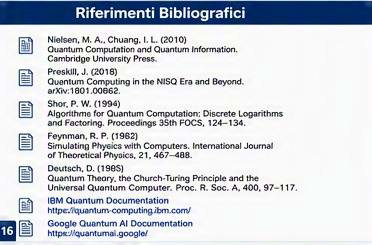 Riferimenti Bibliografici
Nielsen, M. A., Chuang, I. L. (2010)
Quantum Computation and Quantum Information.
Cambridge University Press.
Preskill, J. (2018)
Quantum Computing in the NISQ Era and Beyond.
arXiv:1801.00862.
Shor, P. W. (1994)
Algorithms for Quantum Computation; Discrete Logarithms
and Factoring. Proceedings 35th FOCS, 124–134.
Feynman, R. P. (1982)
Simulating Physics with Computers. International Journal
of Theoretical Physics, 21, 467–488.
Deutsch, D. (1985)
Quantum Theory, the Church-Turing Principle and the
Universal Quantum Computer. Proc. R. Soc. A, 400, 97–117.
IBM Quantum Documentation
https://quantum-computing.ibm.com/
Google Quantum AI Documentation
https://quantumai.google/
16